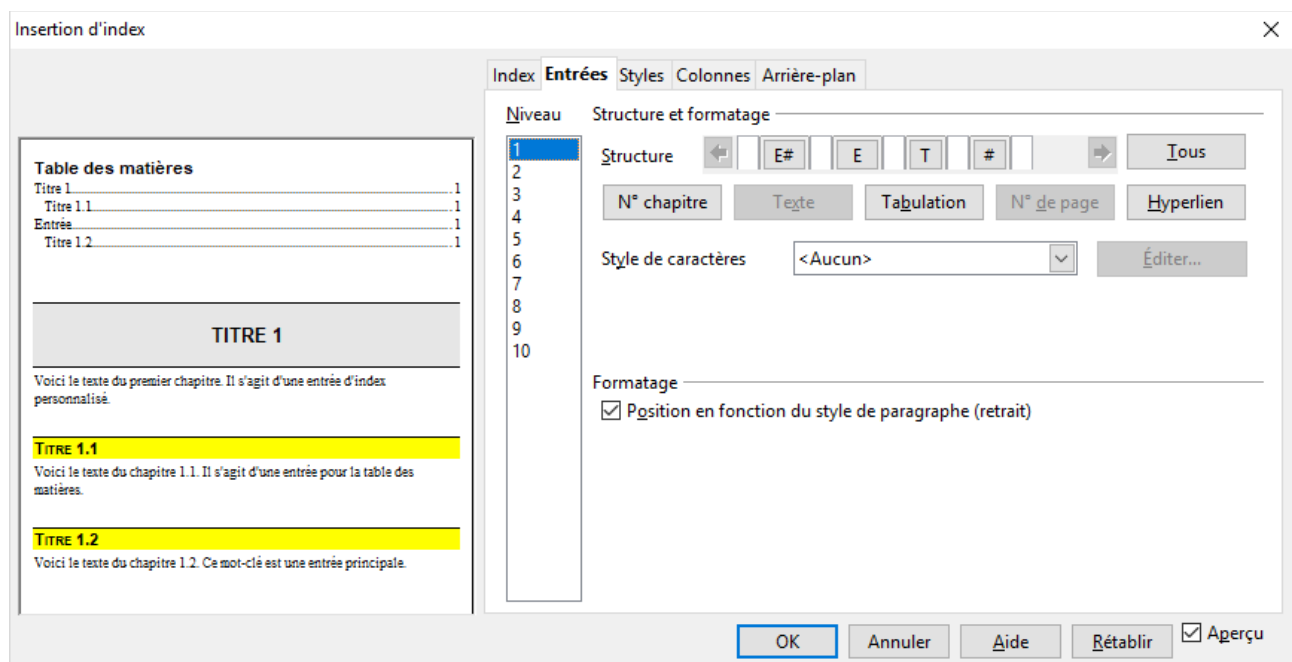 Insertion d'index
Index Entrées Styles Colonnes Arrière-plan
Table des matières
Titre 1 1
Titre 1.1 1
Entrée 1
Titre 1.2 1
TITRE 1
Voici le texte du premier chapitre. Il s'agit d'une entrée d'index
personnalisé.
TITRE 1.1
Voici le texte du chapitre 1.1. Il s'agit d'une entrée pour la table des
matières.
TITRE 1.2
Voici le texte du chapitre 1.2. Ce mot-clé est une entrée principale.
Niveau
1
2
3
4
5
6
7
8
9
10
Structure et formatage
Structure E# E T # Tous
N° chapitre Texte Tabulation N° de page Hyperlien
Style de caractères <Aucun> Éditer...
Formatage
Position en fonction du style de paragraphe (retrait)
OK Annuler Aide Rétablir Aperçu